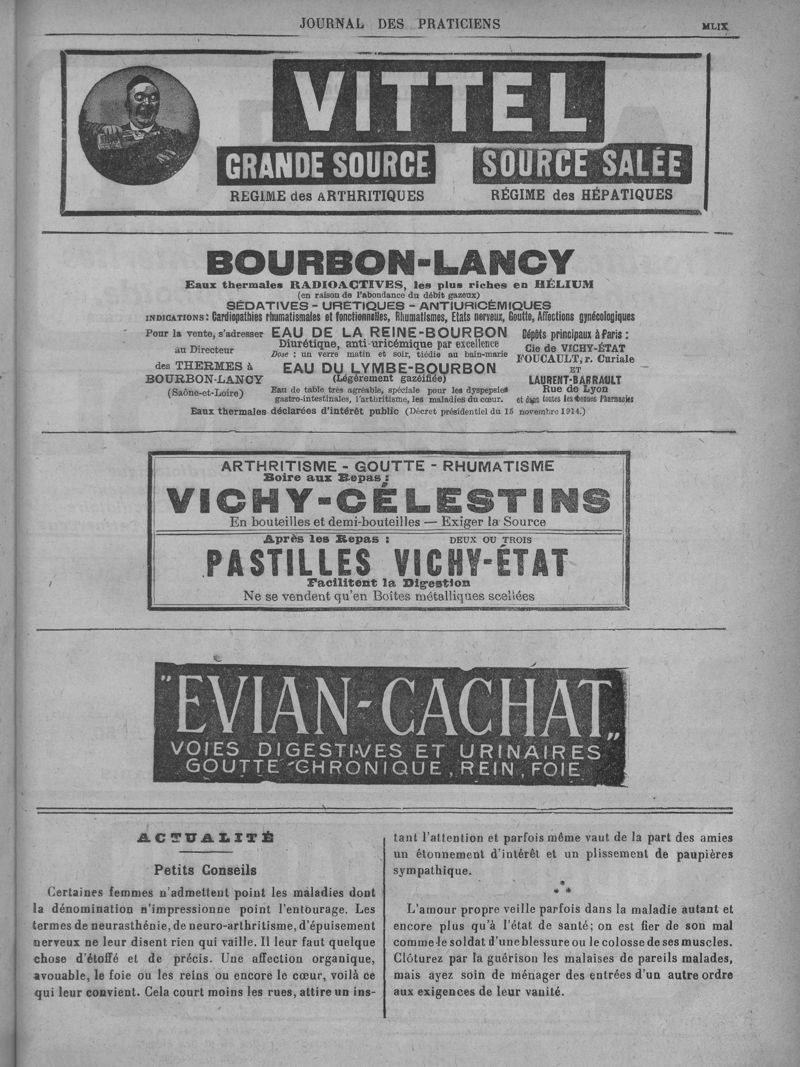 JOURNAL DES PRATICIENS
MLIX
VITTEL
GRANDE SOURCE
SOURCE SALÉE
REGIME des ARTHRITIQUES
RÉGIME des HÉPATIQUES
BOURBON-LANCY
Eaux thermales RADIOACTIVES, les plus riches en HÉLIUM
(en raison de l'abondance du débit gazeux)
SÉDATIVES - URÉTIQUES - ANTIURICÉMIQUES
INDICATIONS: Cardiopathies rhumatismales et fonctionnelles, Rhumatismes, Etats nerveux, Goutte, Affections gynécologiques
Pour la vente, s'adresser
au Directeur
des THERMES à
BOURBON-LANCY
(Saône-et-Loire)
EAU DE LA REINE-BOURBON
Diurétique, anti-uricémique par excellence
Dose : un verre matin et soir, tiédie au bain-marie
EAU DU LYMBE-BOURBON
(Légèrement gazéifiée)
Eau de table très agréable, spéciale pour les dyspepsies
gastro-intestinales, l'arthritisme, les maladies du cœur.
Dépôts principaux à Paris :
Cie de VICHY-ÉTAT
FOUCAULT, r. Curiale
ET
LAURENT-BARRAULT
Rue de Lyon
et dans toutes les bonnes Pharmacies
Eaux thermales déclarées d'intérêt public (Décret présidentiel du 15 novembre 1914.)
ARTHRITISME - GOUTTE - RHUMATISME
Boire aux Repas :
VICHY-CÉLESTINS
En bouteilles et demi-bouteilles — Exiger la Source
Après les Repas : DEUX OU TROIS
PASTILLES VICHY-ÉTAT
Facilitent la Digestion
Ne se vendent qu'en Boîtes métalliques scellées
"EVIAN-CACHAT"
VOIES DIGESTIVES ET URINAIRES
GOUTTE CHRONIQUE, REIN, FOIE
ACTUALITÉ
Petits Conseils
Certaines femmes n'admettent point les maladies dont
la dénomination n'impressionne point l'entourage. Les
termes de neurasthénie, de neuro-arthritisme, d'épuisement
nerveux ne leur disent rien qui vaille. Il leur faut quelque
chose d'étoffé et de précis. Une affection organique,
avouable, le foie ou les reins ou encore le cœur, voilà ce
qui leur convient. Cela court moins les rues, attire un ins-
tant l'attention et parfois même vaut de la part des amies
un étonnement d'intérêt et un plissement de paupières
sympathique.
* * *
L'amour propre veille parfois dans la maladie autant et
encore plus qu'à l'état de santé; on est fier de son mal
comme le soldat d'une blessure ou le colosse de ses muscles.
Clôturez par la guérison les malaises de pareils malades,
mais ayez soin de ménager des entrées d'un autre ordre
aux exigences de leur vanité.